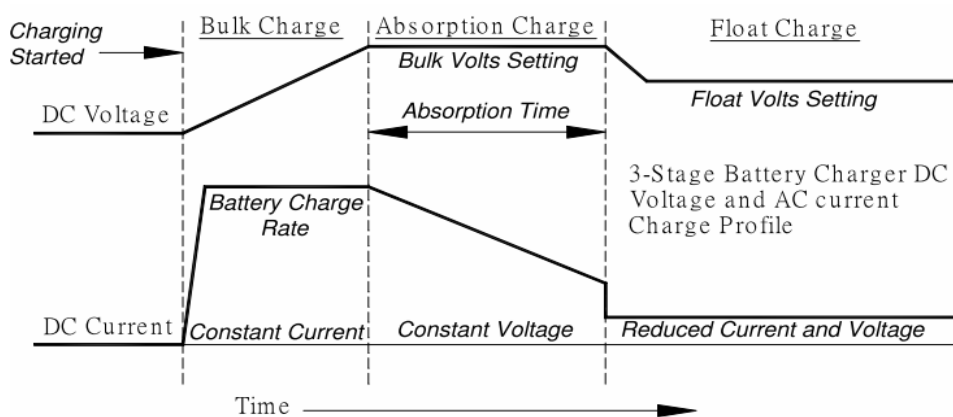 Charging
Started
Bulk Charge
Absorption Charge
Float Charge
Bulk Volts Setting
Float Volts Setting
DC Voltage
Absorption Time
3-Stage Battery Charger DC
Voltage and AC current
Charge Profile
Battery Charge
Rate
DC Current
Constant Current
Constant Voltage
Reduced Current and Voltage
Time